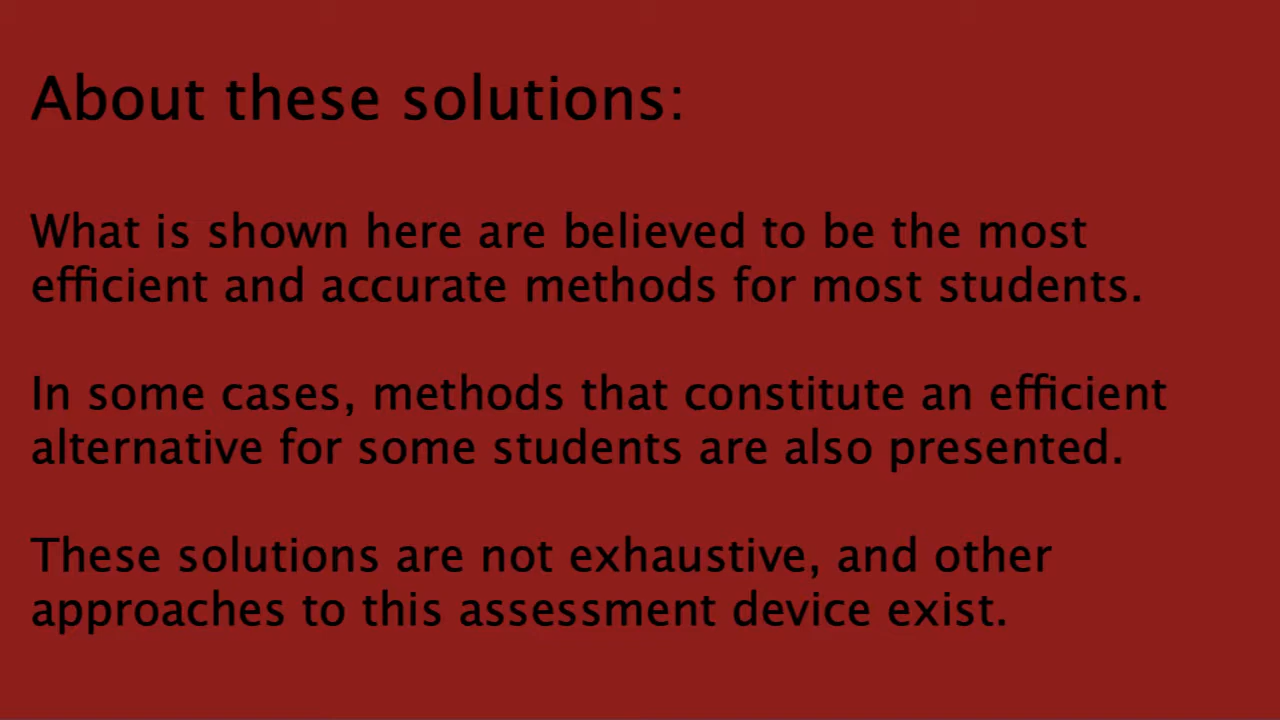 About these solutions:
What is shown here are believed to be the most
efficient and accurate methods for most students.
In some cases, methods that constitute an efficient
alternative for some students are also presented.
These solutions are not exhaustive, and other
approaches to this assessment device exist.